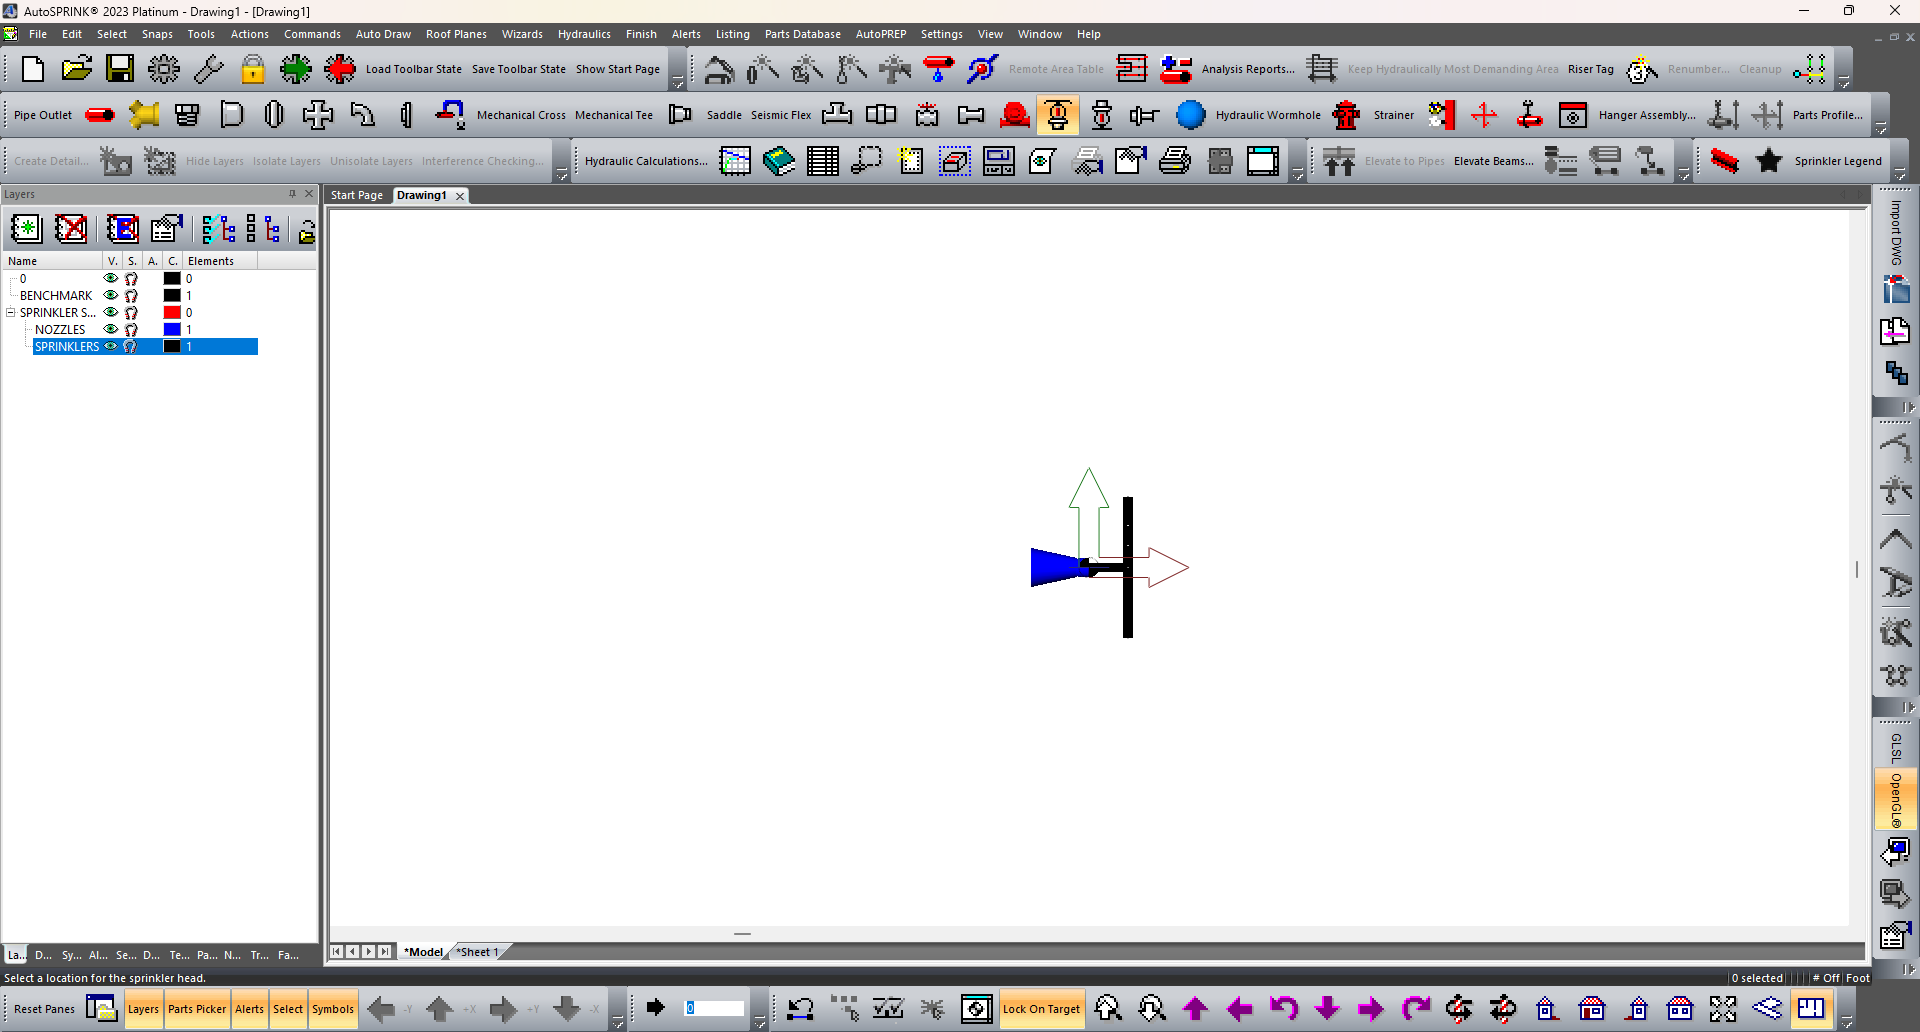 AutoSPRINK® 2023 Platinum - Drawing1 - [Drawing1]
File Edit Select Snaps Tools Actions Commands Auto Draw Roof Planes Wizards Hydraulics Finish Alerts Listing Parts Database AutoPREP Settings View Window Help
Load Toolbar State Save Toolbar State Show Start Page Remote Area Table Analysis Reports... Keep Hydraulically Most Demanding Area Riser Tag Renumber... Cleanup
Pipe Outlet Mechanical Cross Mechanical Tee Saddle Seismic Flex Hydraulic Wormhole Strainer Hanger Assembly... Parts Profile...
Create Detail... Hide Layers Isolate Layers Unisolate Layers Interference Checking... Hydraulic Calculations... Elevate to Pipes Elevate Beams... Sprinkler Legend
Layers
Start Page Drawing1
Import DWG
Name V. S. A. C. Elements
0 0
BENCHMARK 1
SPRINKLER S... 0
NOZZLES 1
SPRINKLERS 1
GLSL
OpenGL®
*Model *Sheet 1
La... D... Sy... Al... Se... D... Te... Pa... N... Tr... Fa...
Select a location for the sprinkler head. 0 selected # Off Foot
Reset Panes Layers Parts Picker Alerts Select Symbols -Y +X +Y -X 0 Lock On Target